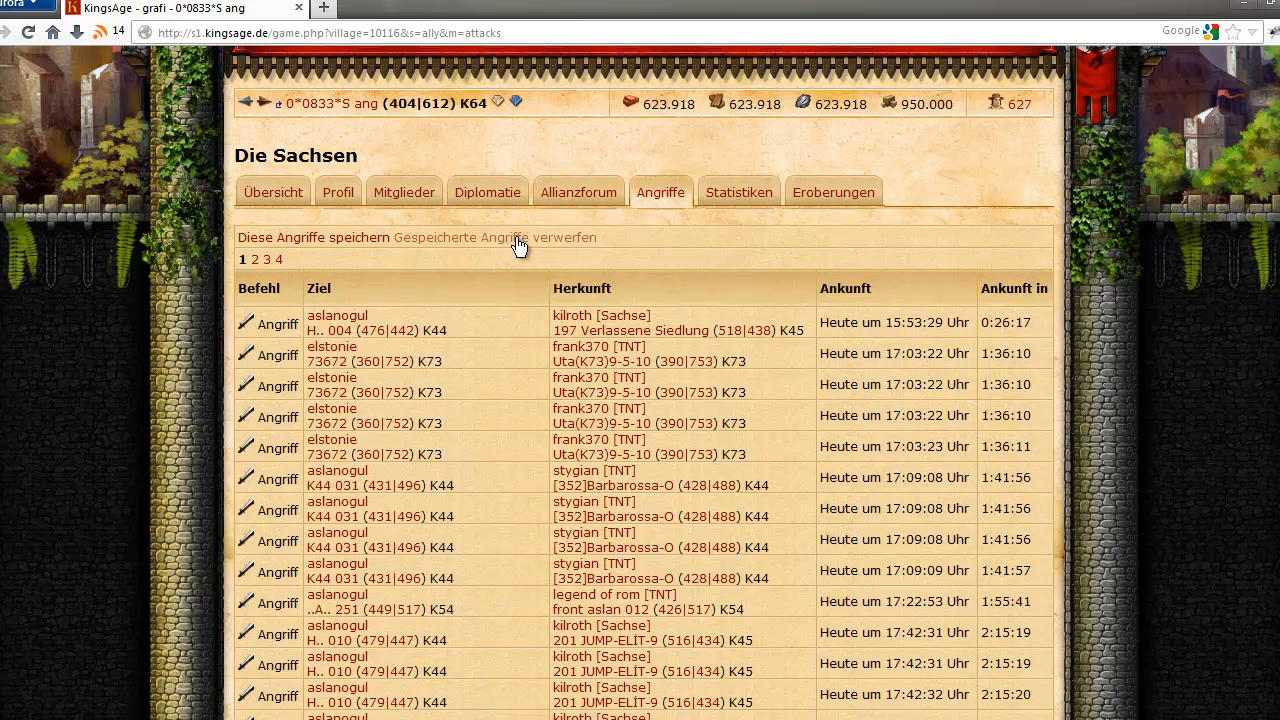 urora
KingsAge - grafi - 0*0833*S ang × +
14 http://s1.kingsage.de/game.php?village=10116&s=ally&m=attacks Google
0*0833*S ang (404|612) K64 623.918 623.918 623.918 950.000 627
Die Sachsen
Übersicht Profil Mitglieder Diplomatie Allianzforum Angriffe Statistiken Eroberungen
Diese Angriffe speichern Gespeicherte Angriffe verwerfen
1 2 3 4
Befehl Ziel Herkunft Ankunft Ankunft in
aslanogul kilroth [Sachse]
Angriff H.. 004 (476|442) K44 197 Verlassene Siedlung (518|438) K45 Heute um 15:53:29 Uhr 0:26:17
elstonie frank370 [TNT]
Angriff 73672 (360|752) K73 Uta(K73)9-5-10 (390|753) K73 Heute um 17:03:22 Uhr 1:36:10
elstonie frank370 [TNT]
Angriff 73672 (360|752) K73 Uta(K73)9-5-10 (390|753) K73 Heute um 17:03:22 Uhr 1:36:10
elstonie frank370 [TNT]
Angriff 73672 (360|752) K73 Uta(K73)9-5-10 (390|753) K73 Heute um 17:03:22 Uhr 1:36:10
elstonie frank370 [TNT]
Angriff 73672 (360|752) K73 Uta(K73)9-5-10 (390|753) K73 Heute um 17:03:23 Uhr 1:36:11
aslanogul stygian [TNT]
Angriff K44 031 (431|496) K44 [352]Barbarossa-O (428|488) K44 Heute um 17:09:08 Uhr 1:41:56
aslanogul stygian [TNT]
Angriff K44 031 (431|496) K44 [352]Barbarossa-O (428|488) K44 Heute um 17:09:08 Uhr 1:41:56
aslanogul stygian [TNT]
Angriff K44 031 (431|496) K44 [352]Barbarossa-O (428|488) K44 Heute um 17:09:08 Uhr 1:41:56
aslanogul stygian [TNT]
Angriff K44 031 (431|496) K44 [352]Barbarossa-O (428|488) K44 Heute um 17:09:09 Uhr 1:41:57
aslanogul legend of rom [TNT]
Angriff ..A.. 251 (449|517) K54 front aslan 012 (426|517) K54 Heute um 17:22:53 Uhr 1:55:41
aslanogul kilroth [Sachse]
Angriff H.. 010 (479|447) K44 201 JUMP-ELİT-9 (516|434) K45 Heute um 17:42:31 Uhr 2:15:19
aslanogul kilroth [Sachse]
Angriff H.. 010 (479|447) K44 201 JUMP-ELİT-9 (516|434) K45 Heute um 17:42:31 Uhr 2:15:19
aslanogul kilroth [Sachse]
Angriff H.. 010 (479|447) K44 201 JUMP-ELİT-9 (516|434) K45 Heute um 17:42:32 Uhr 2:15:20
aslanogul kilroth [Sachse]